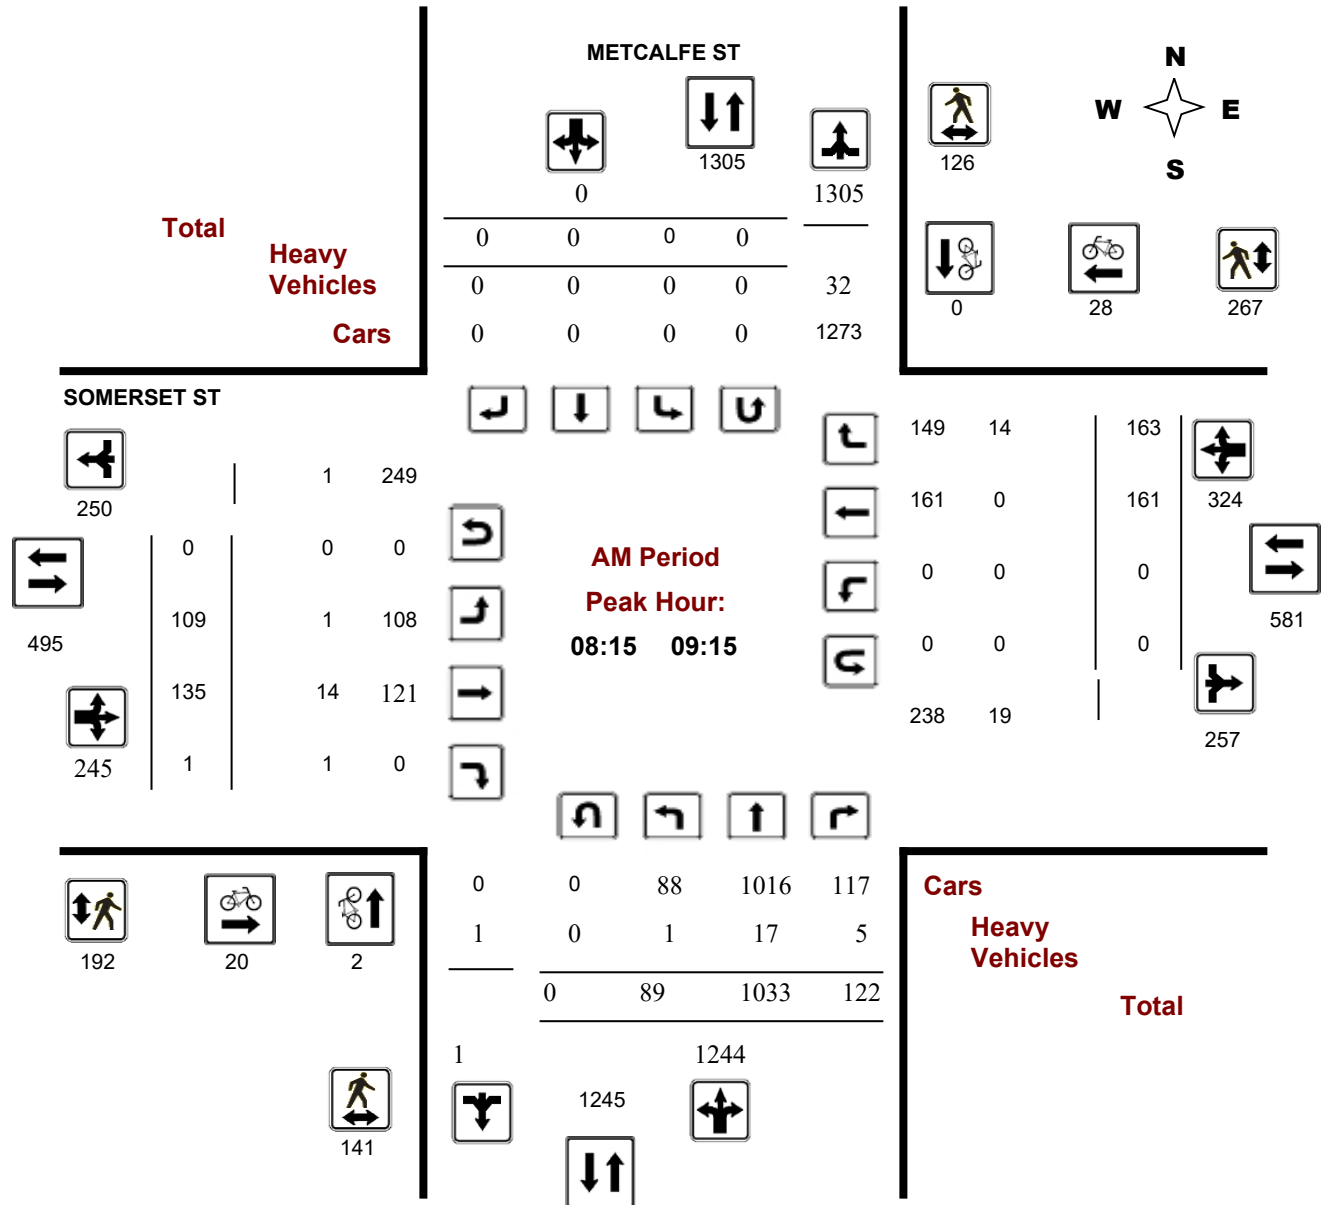 METCALFE ST
N
W E
S
1305
126
0
1305
Total
0 0 0 0
Heavy
Vehicles
0 0 0 0 32
Cars
0 0 0 0 1273
0 28 267
SOMERSET ST
250
1 249
0 0 0
109 1 108
495
135 14 121
245
1 1 0
AM Period
Peak Hour:
08:15 09:15
149 14 163
161 0 161 324
0 0 0
581
0 0 0
238 19
257
192 20 2
141
0 0 88 1016 117
1 0 1 17 5
0 89 1033 122
1 1244
1245
Cars
Heavy
Vehicles
Total